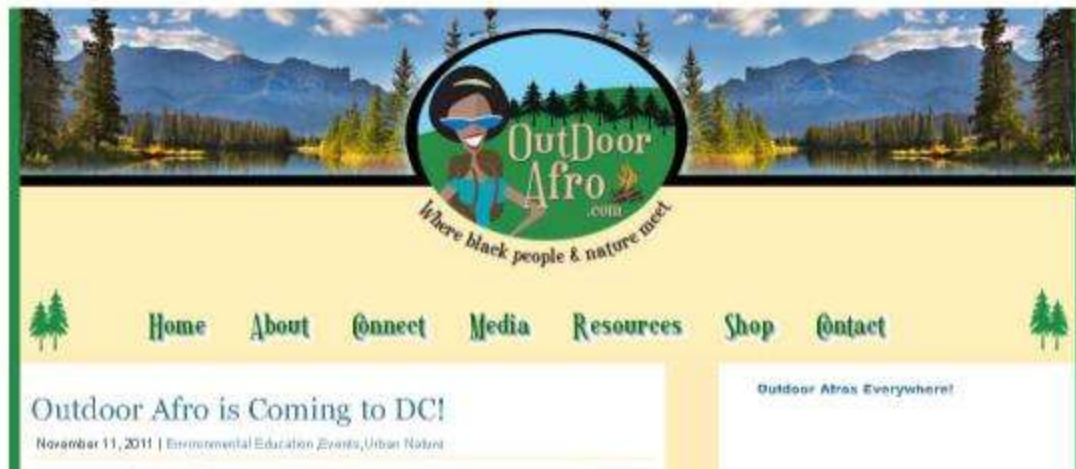 OutDoor
Afro
.com
Where black people & nature meet
Home About Connect Media Resources Shop Contact
Outdoor Afro is Coming to DC!
November 11, 2011 | Environmental Education ,Events,Urban Nature
Outdoor Afros Everywhere!